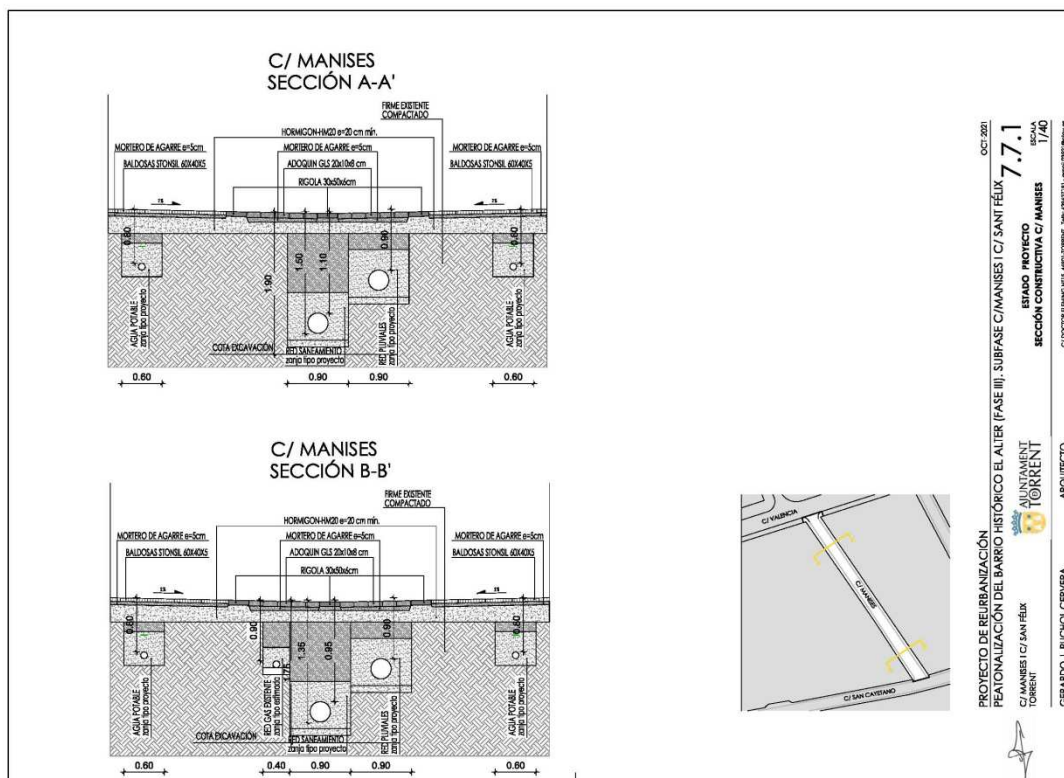 C/ MANISES
SECCIÓN A-A'
FIRME EXISTENTE
COMPACTADO
HORMIGON-HM20 e=20 cm mín.
MORTERO DE AGARRE e=5cm
MORTERO DE AGARRE e=5cm
MORTERO DE AGARRE e=5cm
BALDOSAS STONSIL 60X40X5
ADOQUIN GLS 20x10x8 cm
BALDOSAS STONSIL 60X40X5
RIGOLA 30x50x6cm
0.60
1.90
1.50
1.10
0.90
0.60
AGUA POTABLE
zanja tipo proyecto
COTA EXCAVACIÓN
RED SANEAMIENTO
zanja tipo proyecto
RED PLUVIALES
zanja tipo proyecto
AGUA POTABLE
zanja tipo proyecto
0.60
0.90
0.90
0.60
C/ MANISES
SECCIÓN B-B'
FIRME EXISTENTE
COMPACTADO
HORMIGON-HM20 e=20 cm mín.
MORTERO DE AGARRE e=5cm
MORTERO DE AGARRE e=5cm
MORTERO DE AGARRE e=5cm
BALDOSAS STONSIL 60X40X5
ADOQUIN GLS 20x10x8 cm
BALDOSAS STONSIL 60X40X5
RIGOLA 30x50x6cm
0.60
0.90
1.75
1.35
0.95
0.90
0.60
AGUA POTABLE
zanja tipo proyecto
RED GAS EXISTENTE
zanja tipo estimado
COTA EXCAVACIÓN
RED SANEAMIENTO
zanja tipo proyecto
RED PLUVIALES
zanja tipo proyecto
AGUA POTABLE
zanja tipo proyecto
0.60
0.40
0.90
0.90
0.60
C/ VALENCIA
C/ MANISES
C/ SAN CAYETANO
PROYECTO DE REURBANIZACIÓN
OCT-2021
PEATONALIZACIÓN DEL BARRIO HISTÓRICO EL ALTER (FASE III). SUBFASE C/MANISES I C/ SANT FÉLIX
7.7.1
C/ MANISES I C/ SAN FÉLIX
TORRENT
AJUNTAMENT
TORRENT
ESTADO PROYECTO
SECCIÓN CONSTRUCTIVA C/ MANISES
ESCALA
1/40
GERARDO J. PUCHOL CERVERA
ARQUITECTO